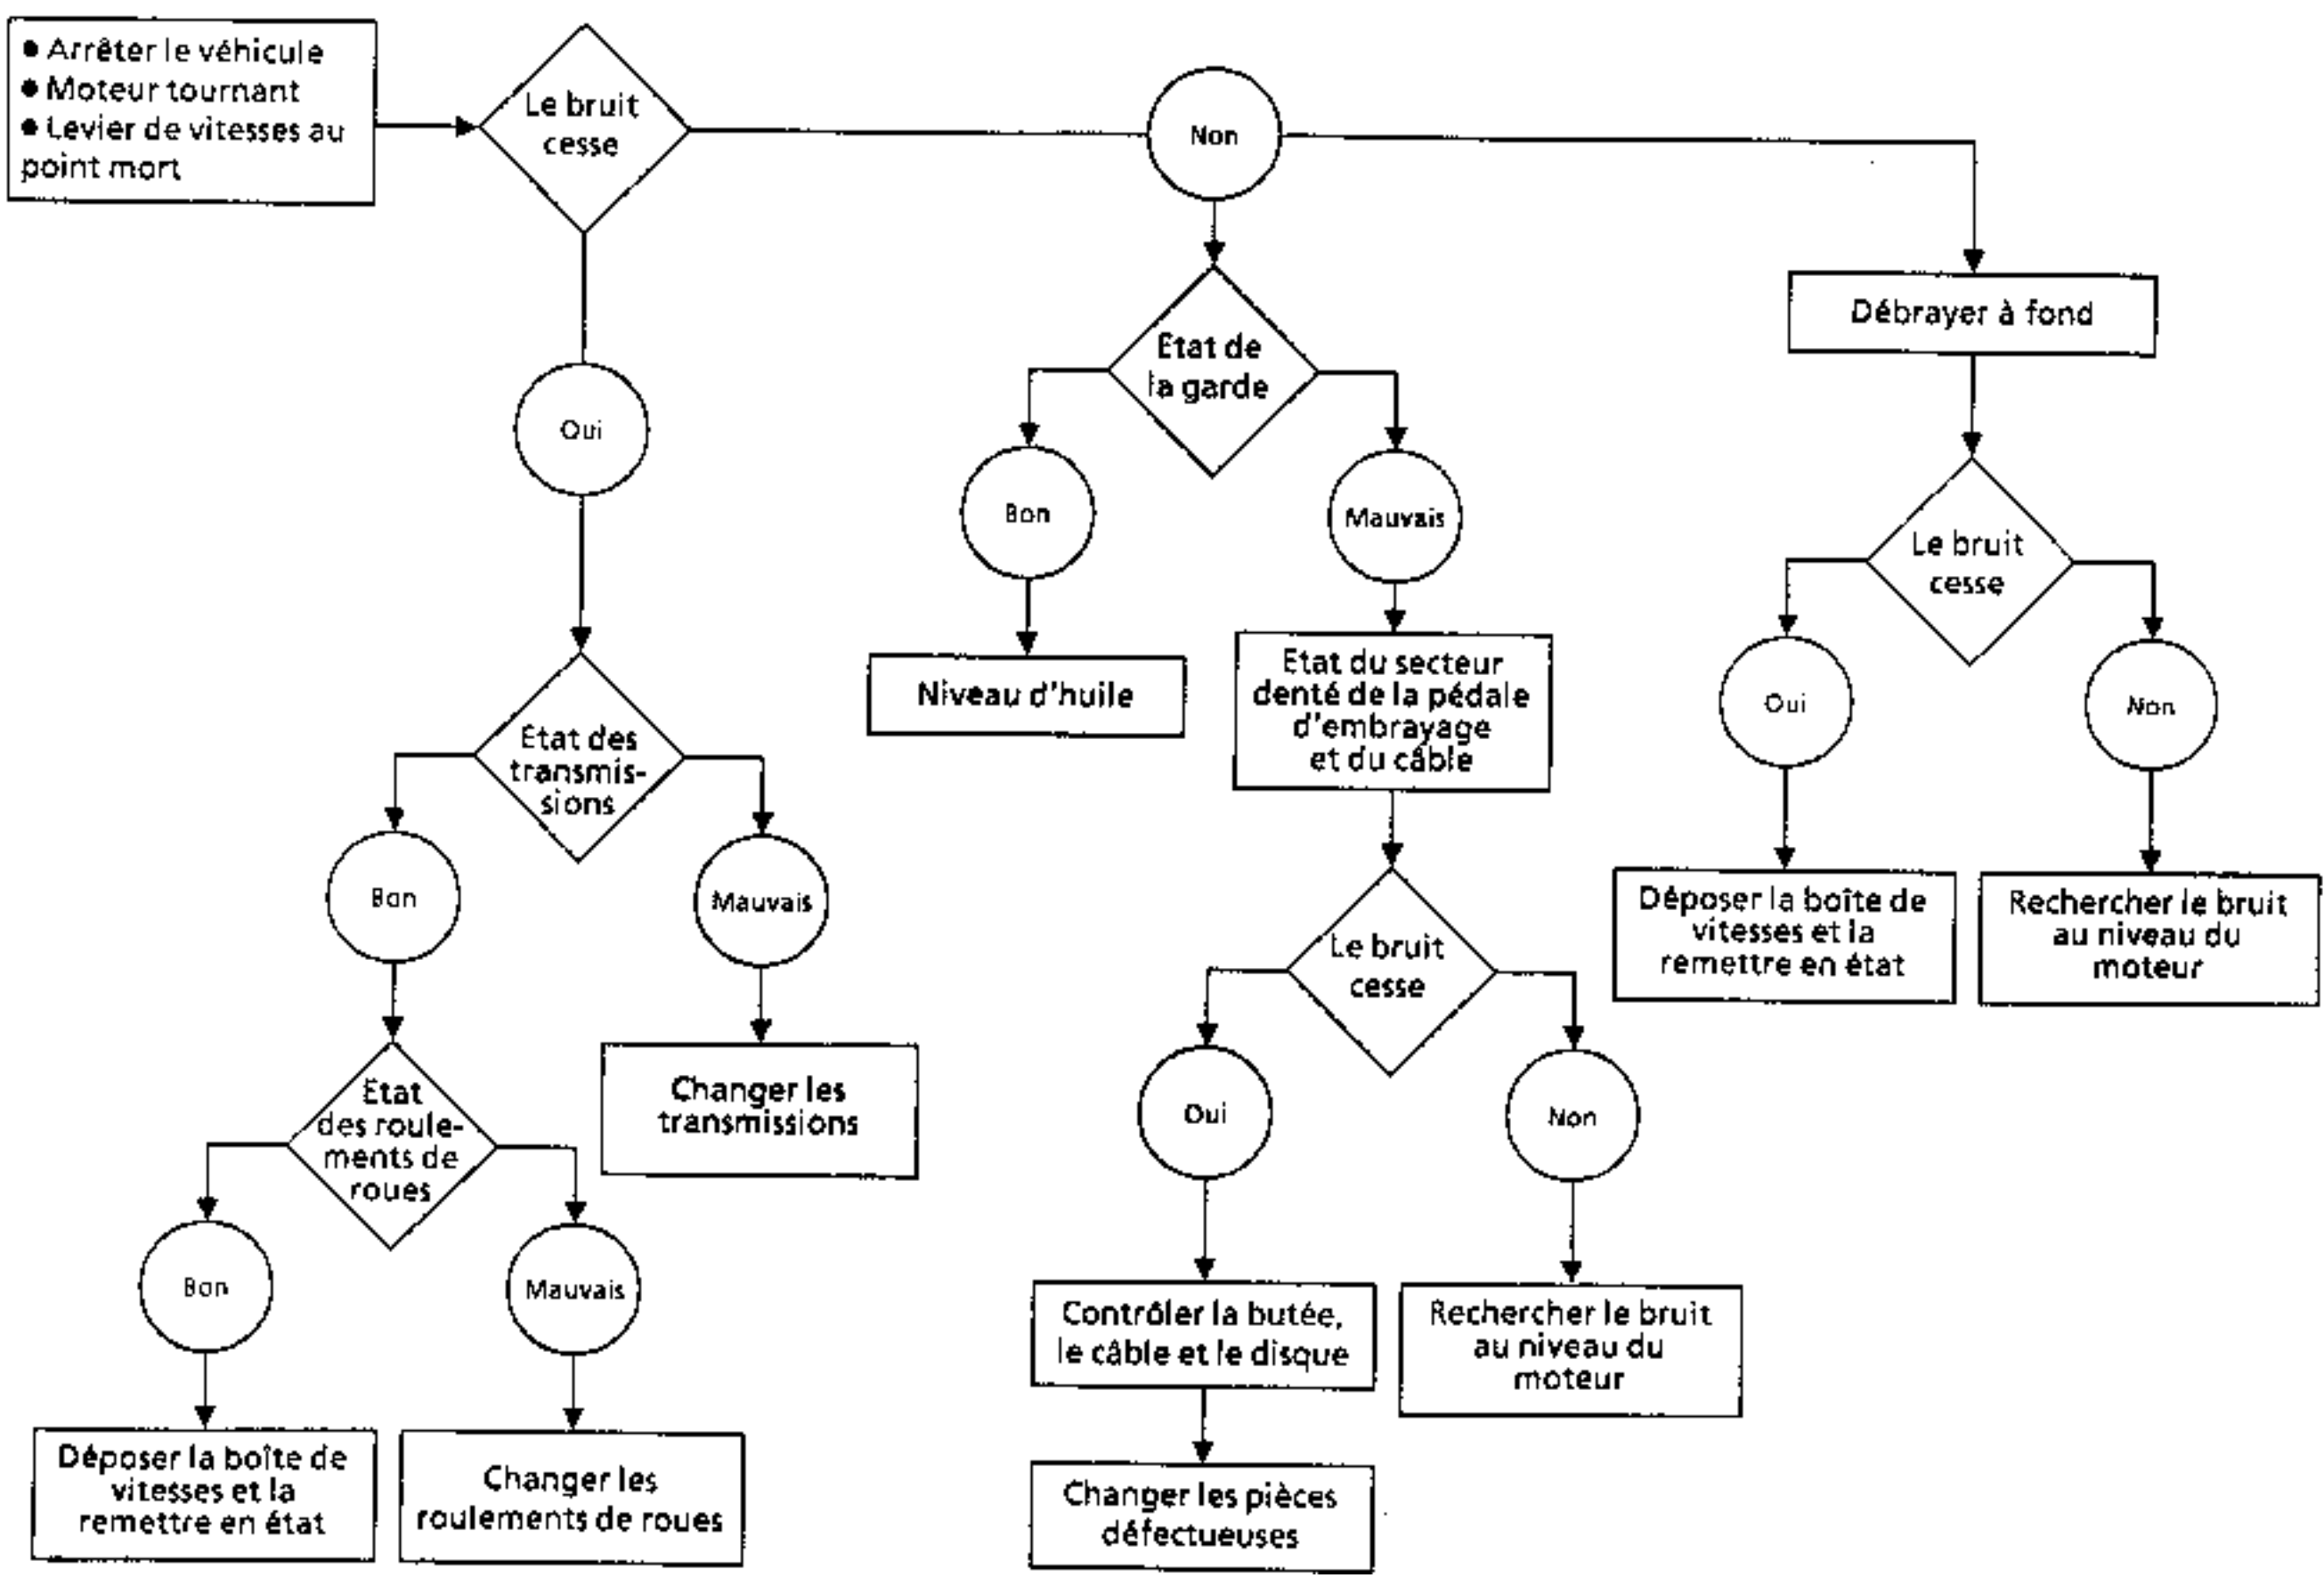 ● Arrêter le véhicule
● Moteur tournant
● Levier de vitesses au
point mort
Le bruit
cesse
Non
Oui
Etat de
la garde
Débrayer à fond
Bon
Mauvais
Le bruit
cesse
Niveau d'huile
Etat du secteur
denté de la pédale
d'embrayage
et du câble
Oui
Non
Etat des
transmis-
sions
Bon
Mauvais
Le bruit
cesse
Déposer la boîte de
vitesses et la
remettre en état
Rechercher le bruit
au niveau du
moteur
Etat
des roule-
ments de
roues
Changer les
transmissions
Oui
Non
Bon
Mauvais
Contrôler la butée,
le câble et le disque
Rechercher le bruit
au niveau du
moteur
Déposer la boîte de
vitesses et la
remettre en état
Changer les
roulements de roues
Changer les pièces
défectueuses